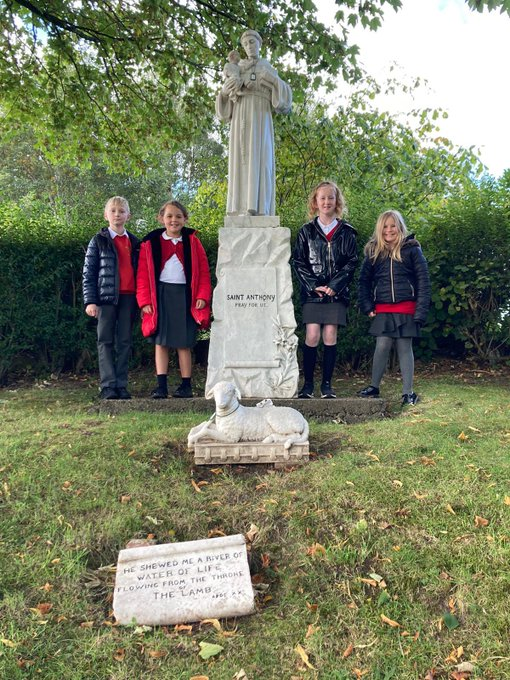 SAINT ANTHONY
PRAY FOR US.
HE SHEWED ME A RIVER OF
WATER OF LIFE
FLOWING FROM THE THRONE
THE LAMB